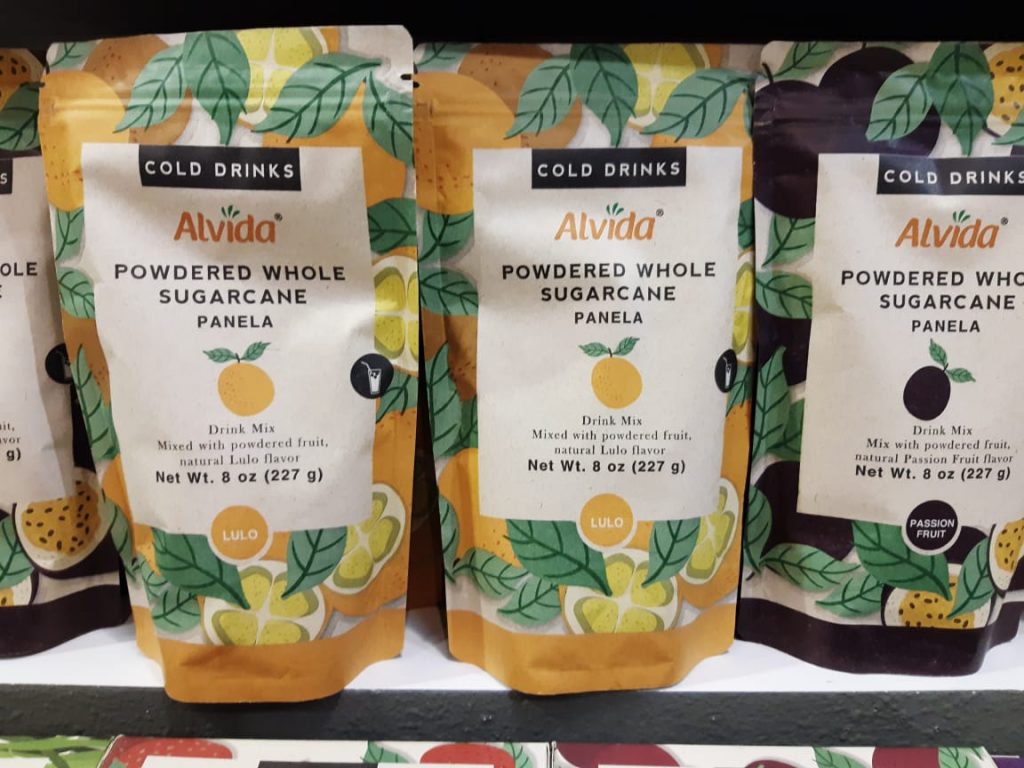 COLD DRINKS
Alvida®
POWDERED WHOLE
SUGARCANE
PANELA
Drink Mix
Mixed with powdered fruit,
natural Lulo flavor
Net Wt. 8 oz (227 g)
LULO
COLD DRINKS
Alvida®
POWDERED WHOLE
SUGARCANE
PANELA
Drink Mix
Mixed with powdered fruit,
natural Lulo flavor
Net Wt. 8 oz (227 g)
LULO
COLD DRINKS
Alvida®
POWDERED WHO
SUGARCANE
PANELA
Drink Mix
Mix with powdered fruit,
natural Passion Fruit flavor
Net Wt. 8 oz (227 g)
PASSION
FRUIT